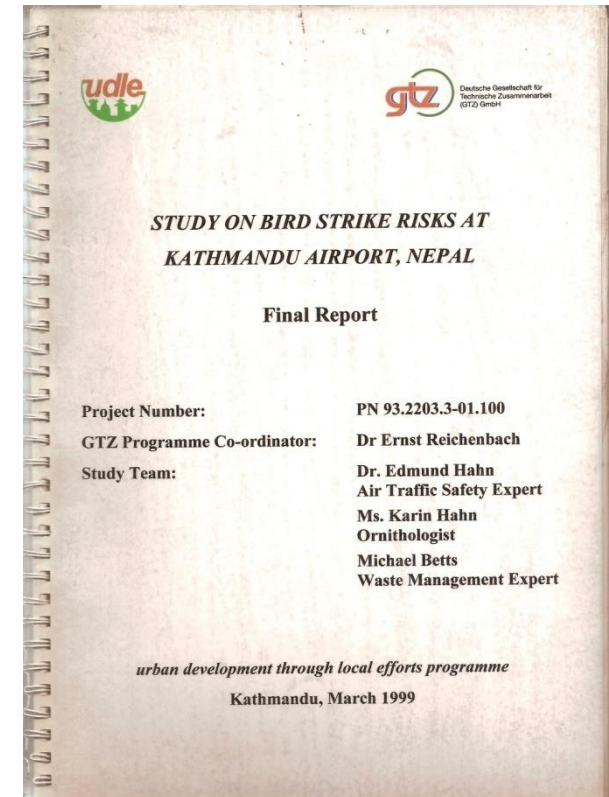 udle
gtz
Deutsche Gesellschaft für
Technische Zusammenarbeit
(GTZ) GmbH
STUDY ON BIRD STRIKE RISKS AT
KATHMANDU AIRPORT, NEPAL
Final Report
Project Number: PN 93.2203.3-01.100
GTZ Programme Co-ordinator: Dr Ernst Reichenbach
Study Team: Dr. Edmund Hahn
Air Traffic Safety Expert
Ms. Karin Hahn
Ornithologist
Michael Betts
Waste Management Expert
urban development through local efforts programme
Kathmandu, March 1999